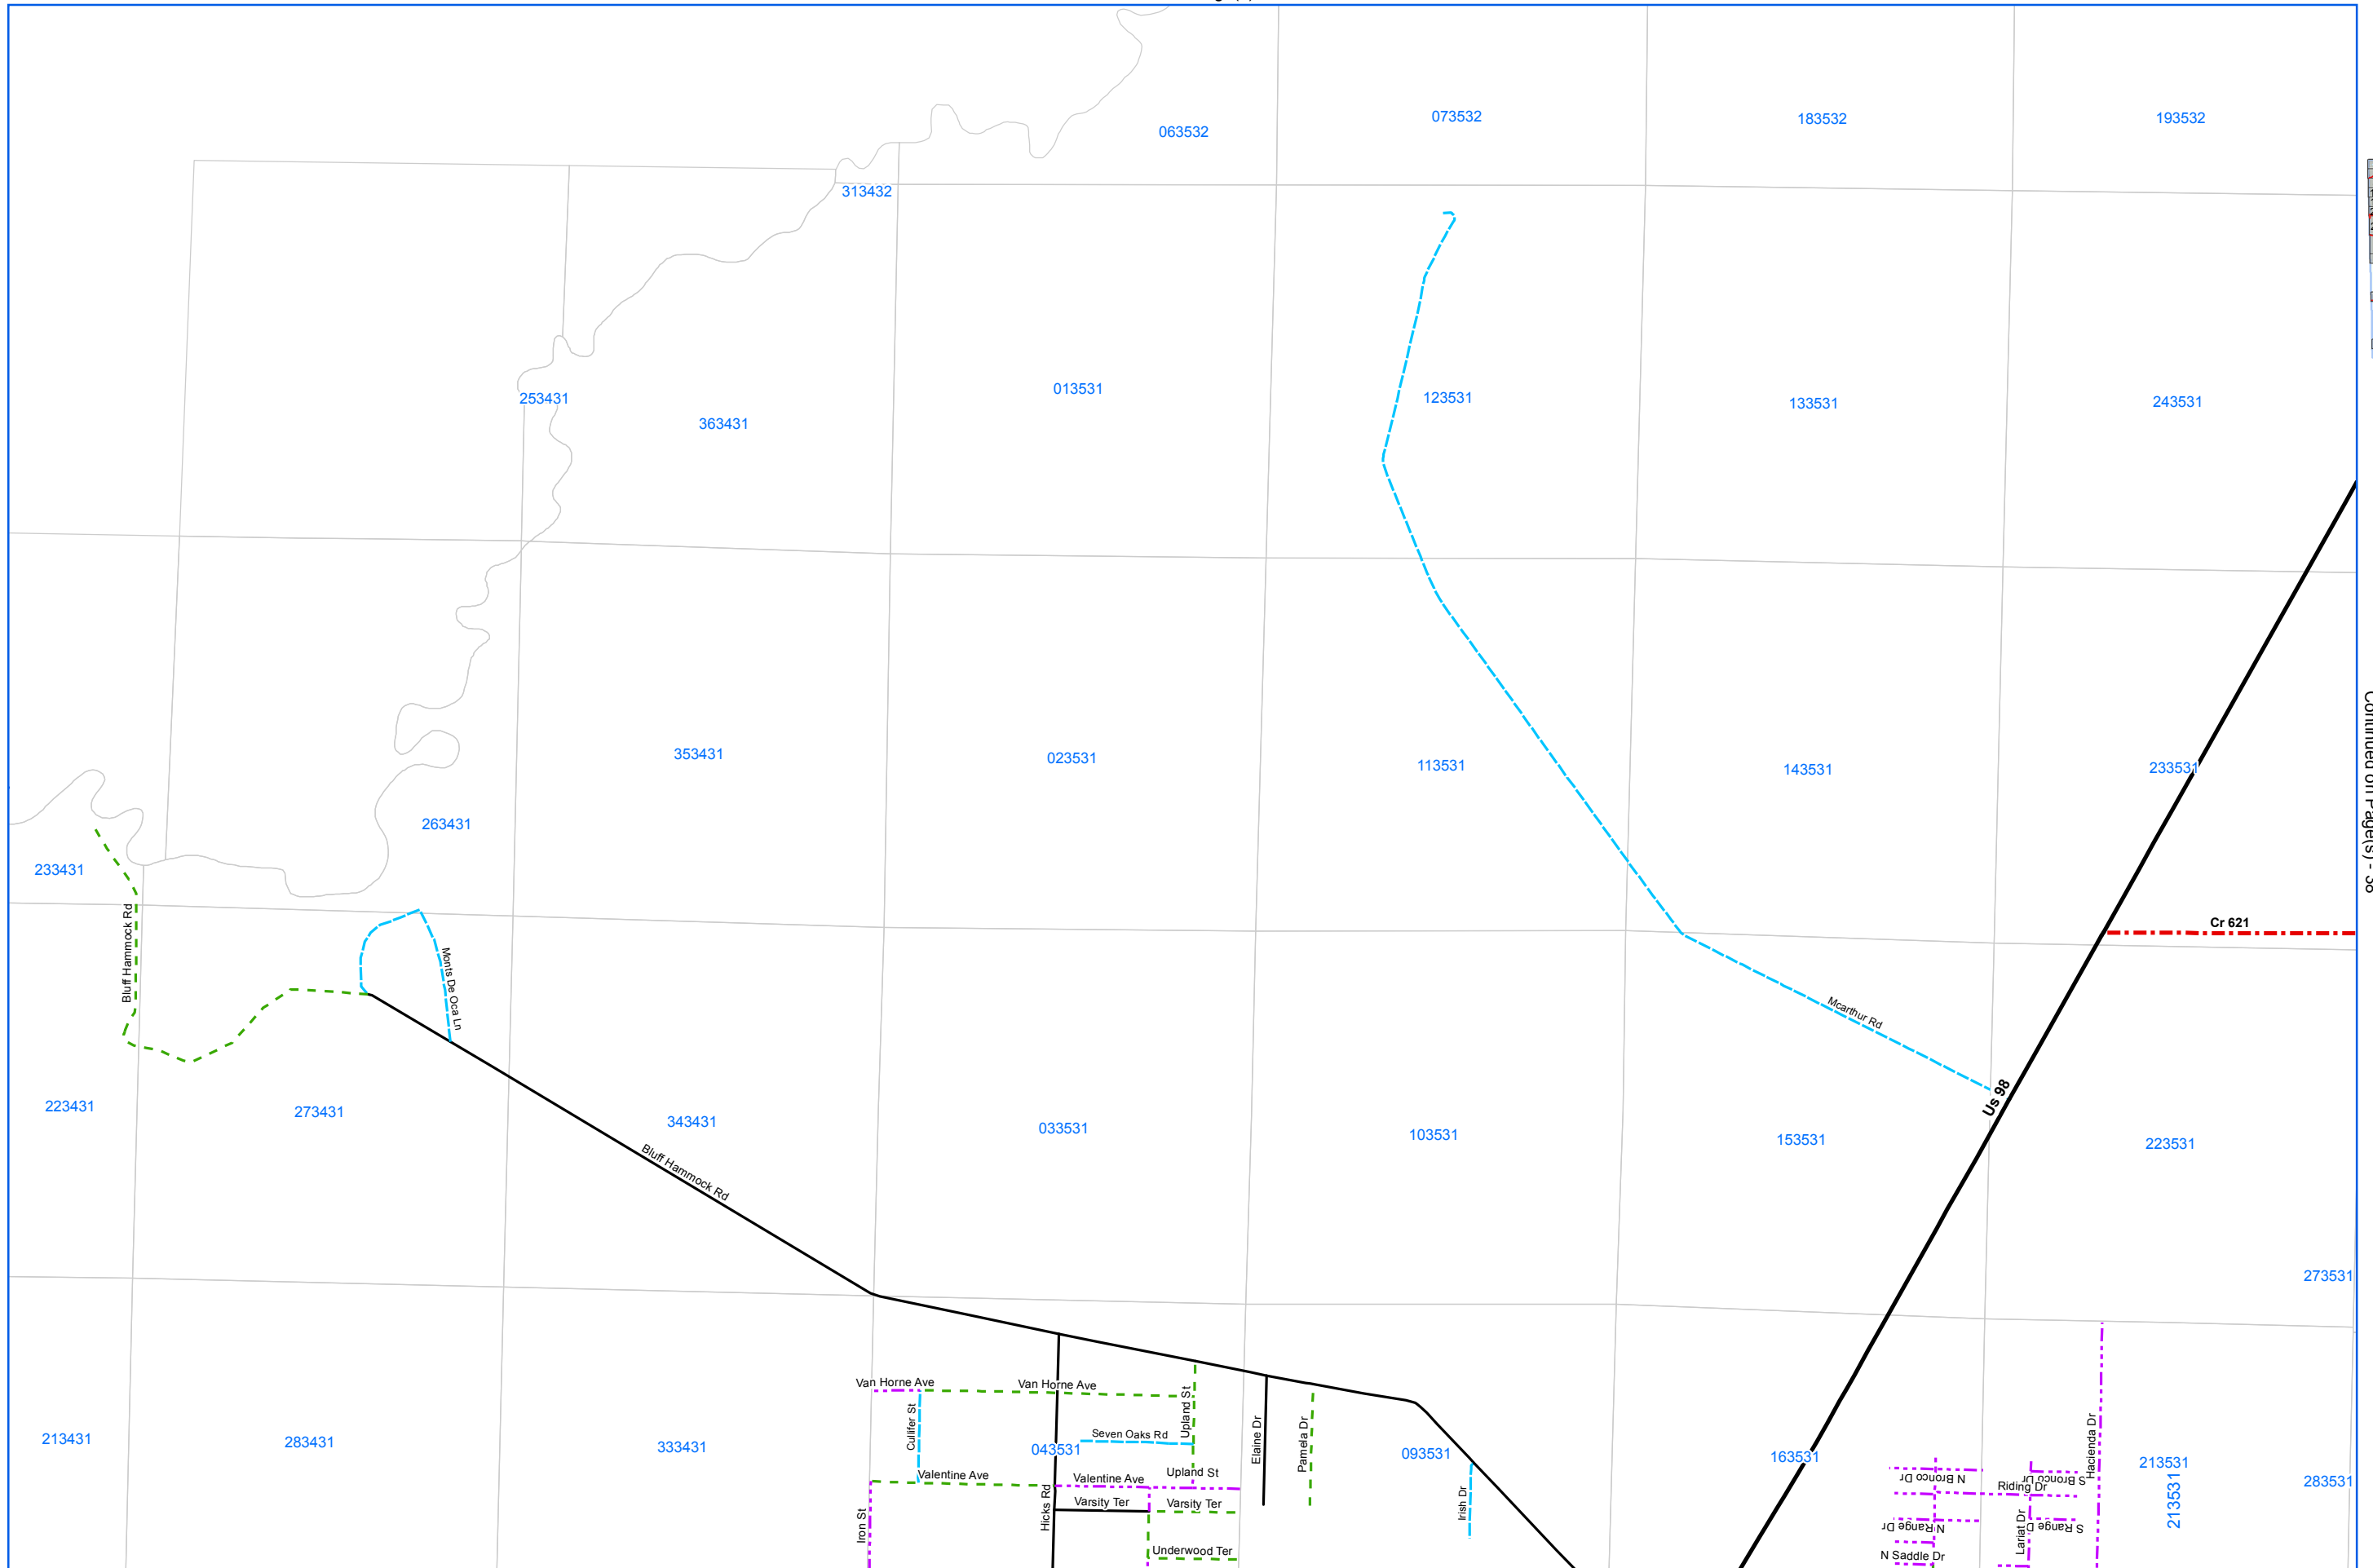 063532
073532
183532
193532
313432
253431
363431
013531
123531
133531
243531
353431
023531
113531
143531
233531
263431
233431
Continued on Page(s) - 38
Cr 621
Bluff Hammock Rd
Monts De Oca Ln
Mcarthur Rd
Us 98
223431
273431
343431
033531
103531
153531
223531
Bluff Hammock Rd
273531
Van Horne Ave
Van Horne Ave
Cullifer St
Upland St
Elaine Dr
Pamela Dr
Hacienda Dr
213431
283431
333431
Seven Oaks Rd
043531
093531
163531
213531
213531
283531
Valentine Ave
Valentine Ave
Upland St
N Bronco Dr
S Bronco Dr
Riding Dr
Iron St
Hicks Rd
Varsity Ter
Varsity Ter
Irish Dr
N Range Dr
Lariat Dr
S Range D
Underwood Ter
N Saddle Dr